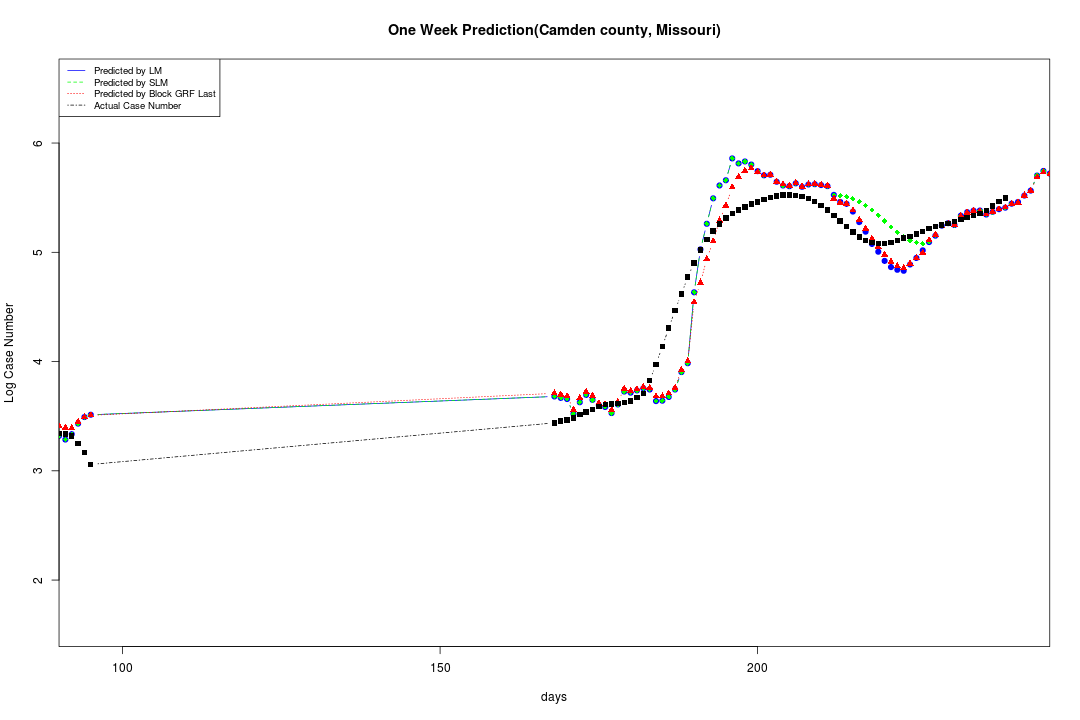 One Week Prediction(Camden county, Missouri)
Predicted by LM
Predicted by SLM
Predicted by Block GRF Last
Actual Case Number
6
5
4
3
2
Log Case Number
100 150 200
days